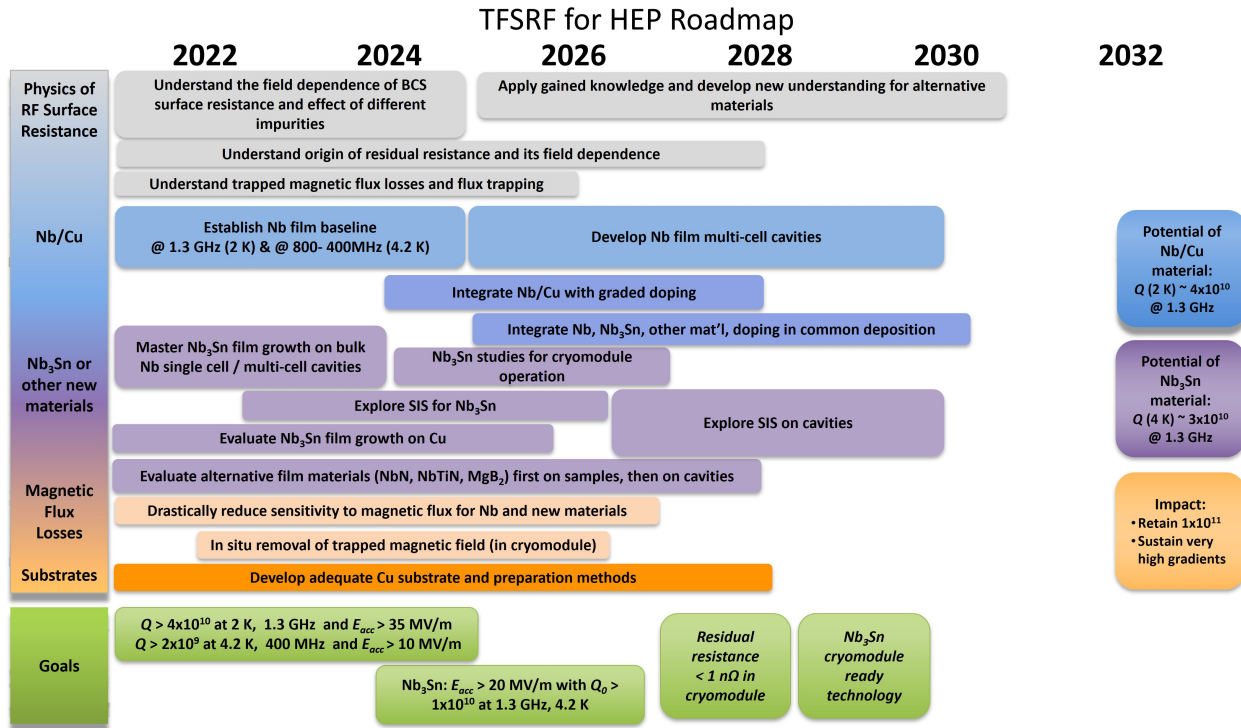 TFSRF for HEP Roadmap
2022 2024 2026 2028 2030 2032
Physics of
RF Surface
Resistance
Understand the field dependence of BCS
surface resistance and effect of different
impurities
Apply gained knowledge and develop new understanding for alternative
materials
Understand origin of residual resistance and its field dependence
Understand trapped magnetic flux losses and flux trapping
Nb/Cu
Establish Nb film baseline
@ 1.3 GHz (2 K) & @ 800- 400MHz (4.2 K)
Develop Nb film multi-cell cavities
Integrate Nb/Cu with graded doping
Integrate Nb, Nb₃Sn, other mat'l, doping in common deposition
Potential of
Nb/Cu
material:
Q (2 K) ~ 4x10¹⁰
@ 1.3 GHz
Nb₃Sn or
other new
materials
Master Nb₃Sn film growth on bulk
Nb single cell / multi-cell cavities
Nb₃Sn studies for cryomodule
operation
Explore SIS for Nb₃Sn
Explore SIS on cavities
Evaluate Nb₃Sn film growth on Cu
Evaluate alternative film materials (NbN, NbTiN, MgB₂) first on samples, then on cavities
Potential of
Nb₃Sn
material:
Q (4 K) ~ 3x10¹⁰
@ 1.3 GHz
Magnetic
Flux
Losses
Drastically reduce sensitivity to magnetic flux for Nb and new materials
In situ removal of trapped magnetic field (in cryomodule)
Impact:
• Retain 1x10¹¹
• Sustain very
high gradients
Substrates
Develop adequate Cu substrate and preparation methods
Goals
Q > 4x10¹⁰ at 2 K, 1.3 GHz and E_acc > 35 MV/m
Q > 2x10⁹ at 4.2 K, 400 MHz and E_acc > 10 MV/m
Nb₃Sn: E_acc > 20 MV/m with Q₀ >
1x10¹⁰ at 1.3 GHz, 4.2 K
Residual
resistance
< 1 nΩ in
cryomodule
Nb₃Sn
cryomodule
ready
technology